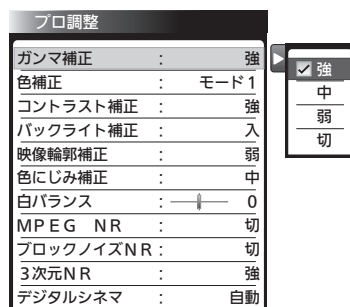 プロ調整
ガンマ補正 : 強
色補正 : モード1
コントラスト補正 : 強
バックライト補正 : 入
映像輪郭補正 : 弱
色にじみ補正 : 中
白バランス : 0
MPEG NR : 切
ブロックノイズNR : 切
3次元NR : 強
デジタルシネマ : 自動
強
中
弱
切